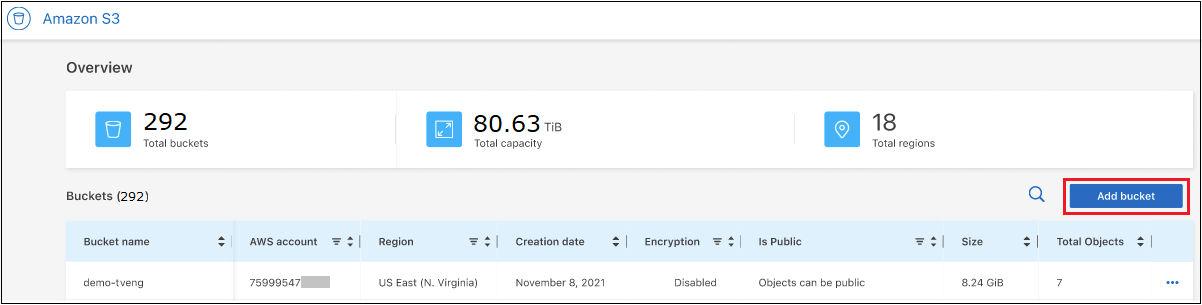 Amazon S3
Overview
292
Total buckets
80.63 TiB
Total capacity
18
Total regions
Buckets (292)
Add bucket
Bucket name AWS account Region Creation date Encryption Is Public Size Total Objects
demo-tveng 75999547 US East (N. Virginia) November 8, 2021 Disabled Objects can be public 8.24 GiB 7